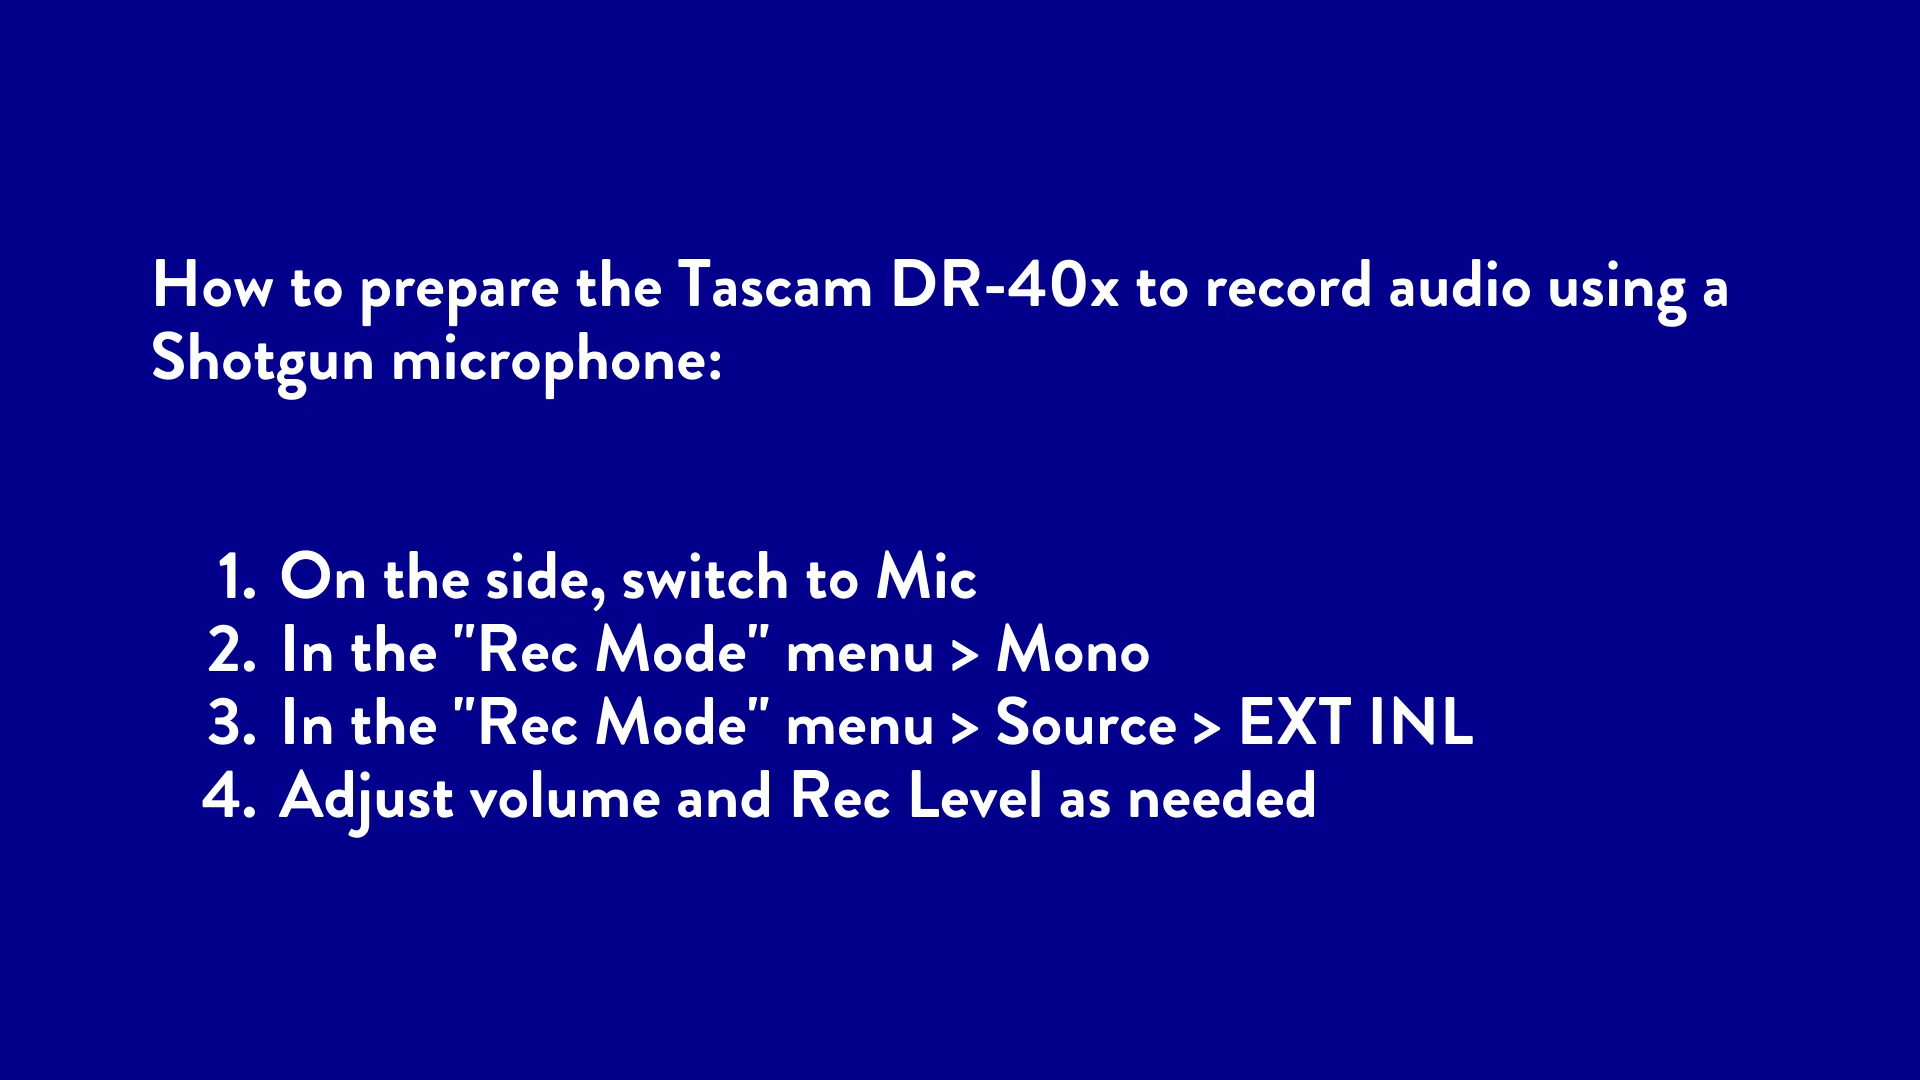 How to prepare the Tascam DR-40x to record audio using a
Shotgun microphone:
1. On the side, switch to Mic
2. In the "Rec Mode" menu > Mono
3. In the "Rec Mode" menu > Source > EXT INL
4. Adjust volume and Rec Level as needed